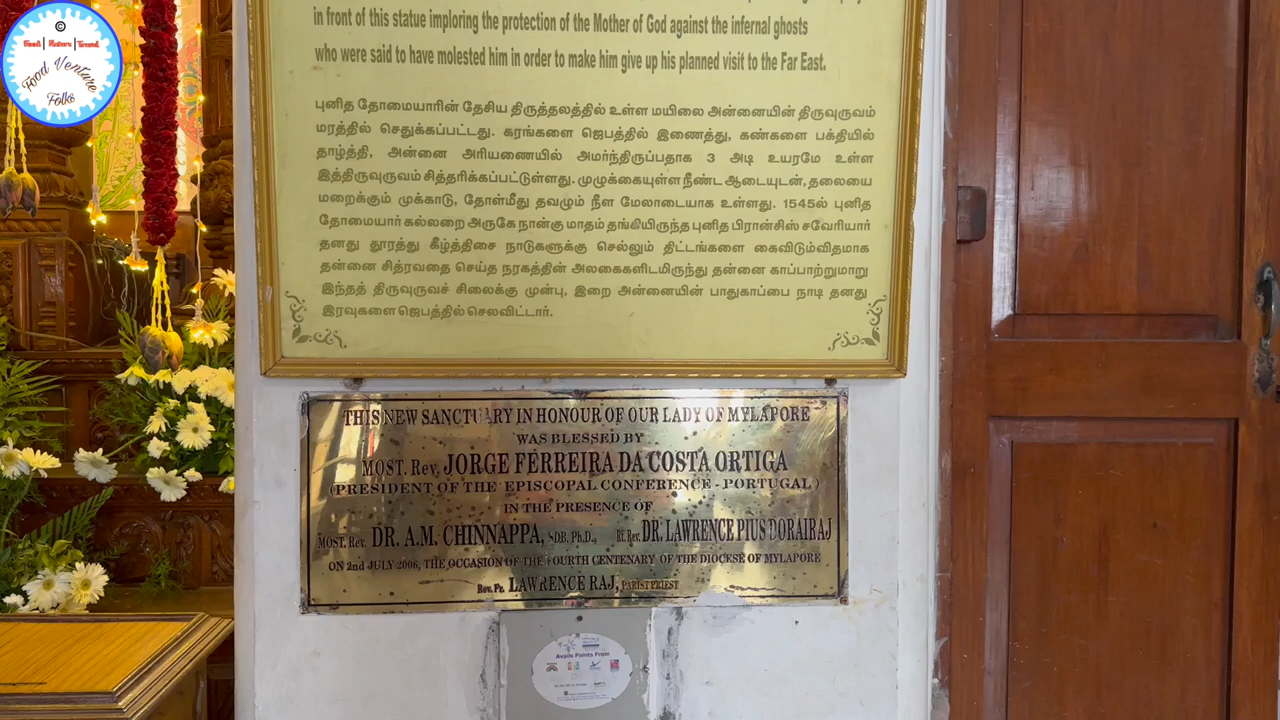 ©
Food | Nature | Travel
Food Venture
Folks
in front of this statue imploring the protection of the Mother of God against the infernal ghosts
who were said to have molested him in order to make him give up his planned visit to the Far East.
புனித தோமையாரின் தேசிய திருத்தலத்தில் உள்ள மயிலை அன்னையின் திருவுருவம்
மரத்தில் செதுக்கப்பட்டது. கரங்களை ஜெபத்தில் இணைத்து, கண்களை பக்தியில்
தாழ்த்தி, அன்னை அரியணையில் அமர்ந்திருப்பதாக 3 அடி உயரமே உள்ள
இத்திருவுருவம் சித்தரிக்கப்பட்டுள்ளது. முழுக்கையுள்ள நீண்ட ஆடையுடன், தலையை
மறைக்கும் முக்காடு, தோள்மீது தவழும் நீள மேலாடையாக உள்ளது. 1545ல் புனித
தோமையார் கல்லறை அருகே நான்கு மாதம் தங்கியிருந்த புனித பிரான்சிஸ் சவேரியார்
தனது தூரத்து கீழ்த்திசை நாடுகளுக்கு செல்லும் திட்டங்களை கைவிடும்விதமாக
தன்னை சித்ரவதை செய்த நரகத்தின் அலகைகளிடமிருந்து தன்னை காப்பாற்றுமாறு
இந்தத் திருவுருவச் சிலைக்கு முன்பு, இறை அன்னையின் பாதுகாப்பை நாடி தனது
இரவுகளை ஜெபத்தில் செலவிட்டார்.
THIS NEW SANCTUARY IN HONOUR OF OUR LADY OF MYLAPORE
WAS BLESSED BY
MOST. Rev. JORGE FERREIRA DA COSTA ORTIGA
(PRESIDENT OF THE EPISCOPAL CONFERENCE - PORTUGAL)
IN THE PRESENCE OF
MOST. Rev. DR. A.M. CHINNAPPA, SDB, Ph.D., Rt. Rev. DR. LAWRENCE PIUS DORAIRAJ
ON 2nd JULY 2006, THE OCCASION OF THE FOURTH CENTENARY OF THE DIOCESE OF MYLAPORE
Rev. Fr. LAWRENCE RAJ, PARIST PRIEST
Avails Paints From